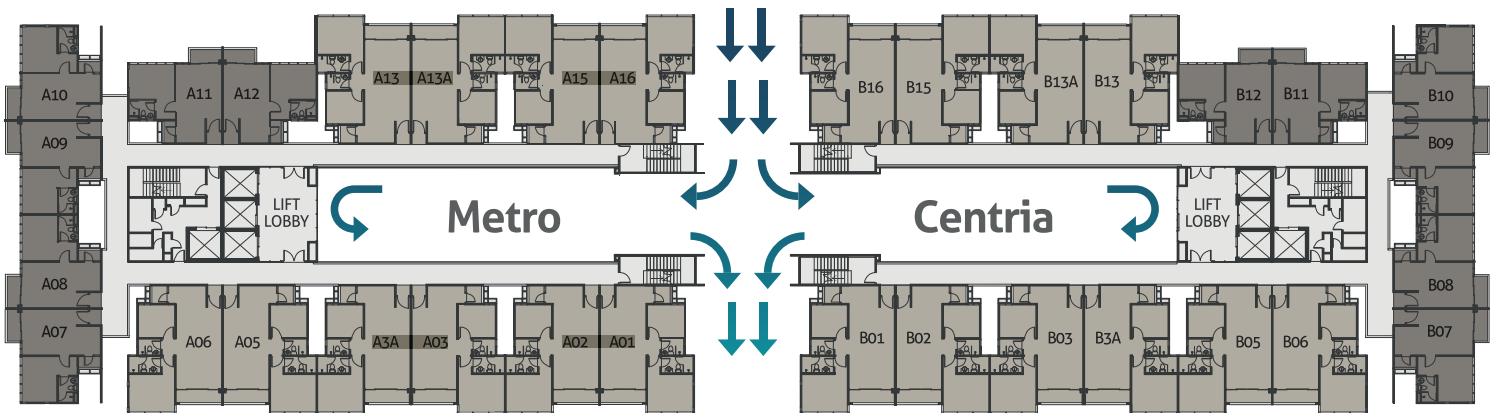 A13 A13A
A15 A16
B16 B15
B13A B13
A10
A11 A12
B12 B11
B10
A09
B09
LIFT
LOBBY
Metro
Centria
LIFT
LOBBY
A08
B08
A07
A06 A05
A3A A03
A02 A01
B01 B02
B03 B3A
B05 B06
B07